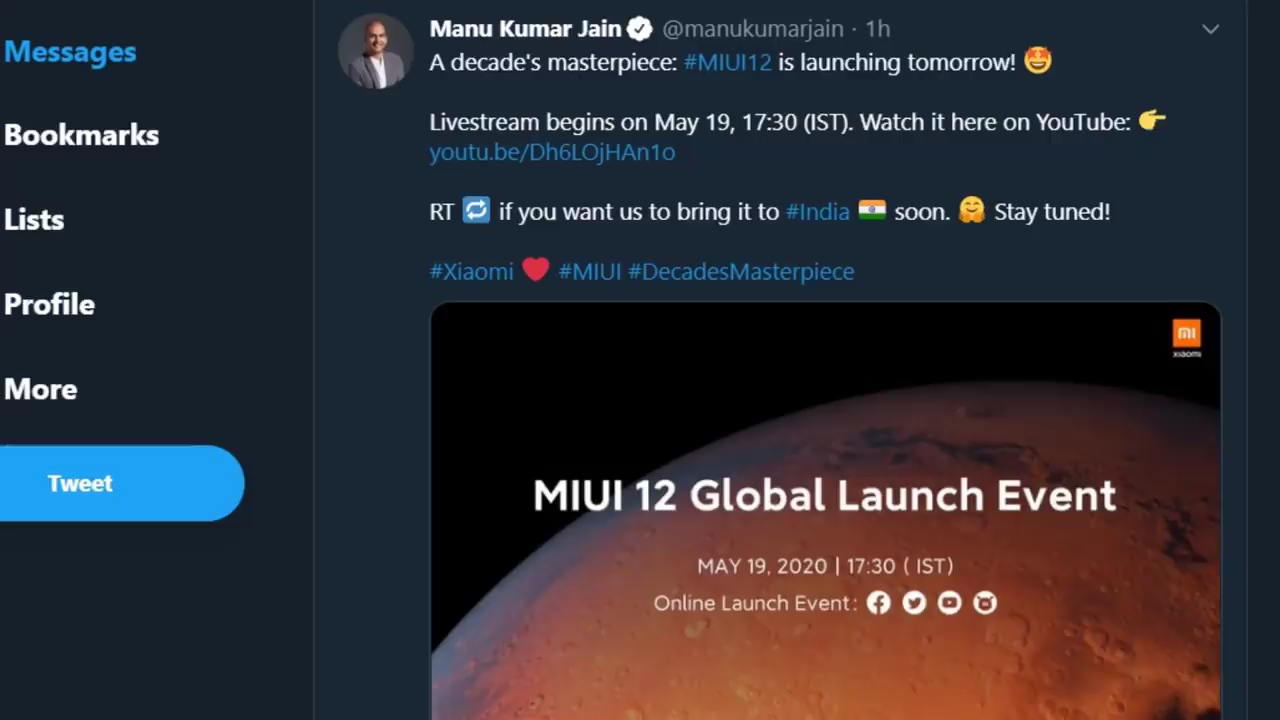 Messages
Bookmarks
Lists
Profile
More
Tweet
Manu Kumar Jain @manukumarjain · 1h
A decade's masterpiece: #MIUI12 is launching tomorrow! 🤩
Livestream begins on May 19, 17:30 (IST). Watch it here on YouTube: 👉
youtu.be/Dh6LOjHAn1o
RT 🔁 if you want us to bring it to #India 🇮🇳 soon. 🤗 Stay tuned!
#Xiaomi ❤️ #MIUI #DecadesMasterpiece
mi
xiaomi
MIUI 12 Global Launch Event
MAY 19, 2020 | 17:30 ( IST)
Online Launch Event: